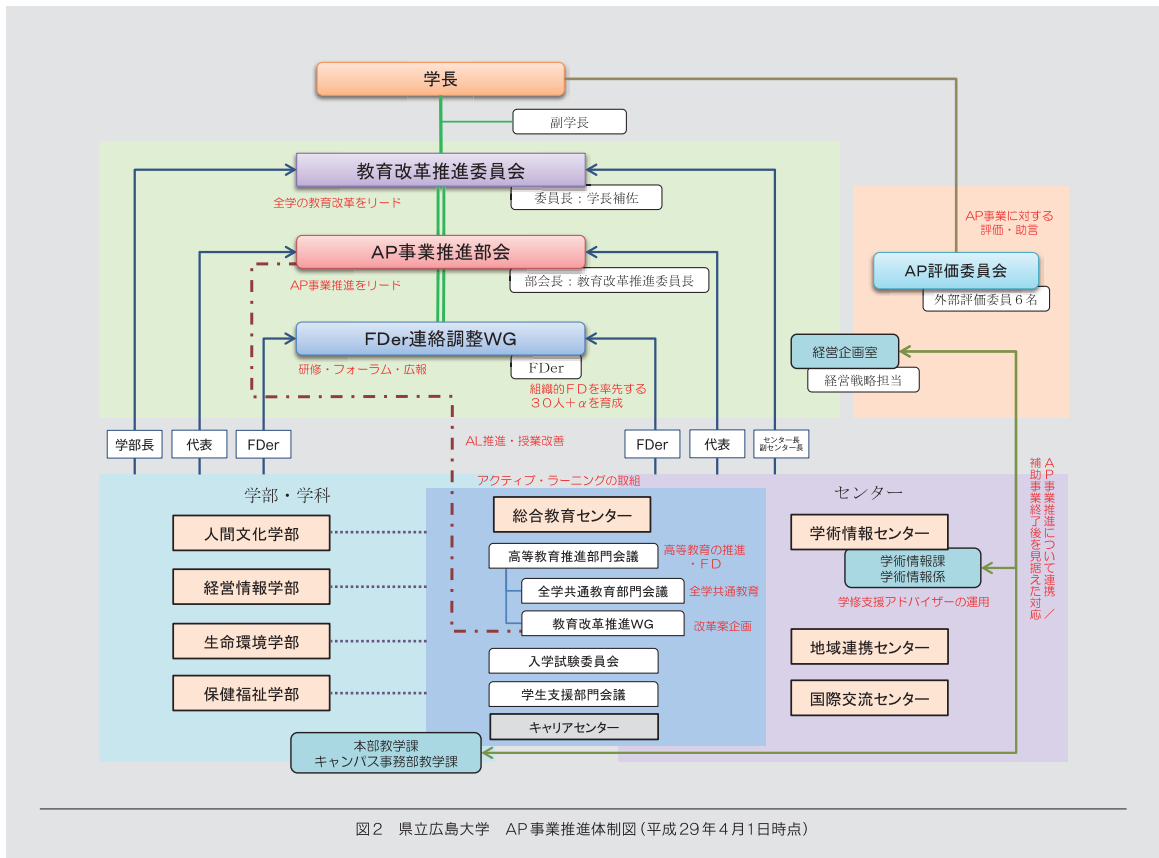 学長
副学長
教育改革推進委員会
委員長：学長補佐
全学の教育改革をリード
AP事業推進部会
部会長：教育改革推進委員長
AP事業推進をリード
AP事業に対する
評価・助言
AP評価委員会
外部評価委員６名
FDer連絡調整WG
FDer
研修・フォーラム・広報
組織的ＦＤを率先する
３０人＋αを育成
経営企画室
経営戦略担当
学部長
代表
FDer
AL推進・授業改善
FDer
代表
センター長
副センター長
ＡＰ事業推進について連携／
補助事業終了後を見据えた対応
学部・学科
人間文化学部
経営情報学部
生命環境学部
保健福祉学部
アクティブ・ラーニングの取組
総合教育センター
高等教育推進部門会議
高等教育の推進
・ＦＤ
全学共通教育部門会議
全学共通教育
教育改革推進WG
改革案企画
入学試験委員会
学生支援部門会議
キャリアセンター
センター
学術情報センター
学術情報課
学術情報係
学修支援アドバイザーの運用
地域連携センター
国際交流センター
本部教学課
キャンパス事務部教学課
図２　県立広島大学　AP事業推進体制図（平成29年４月1日時点）